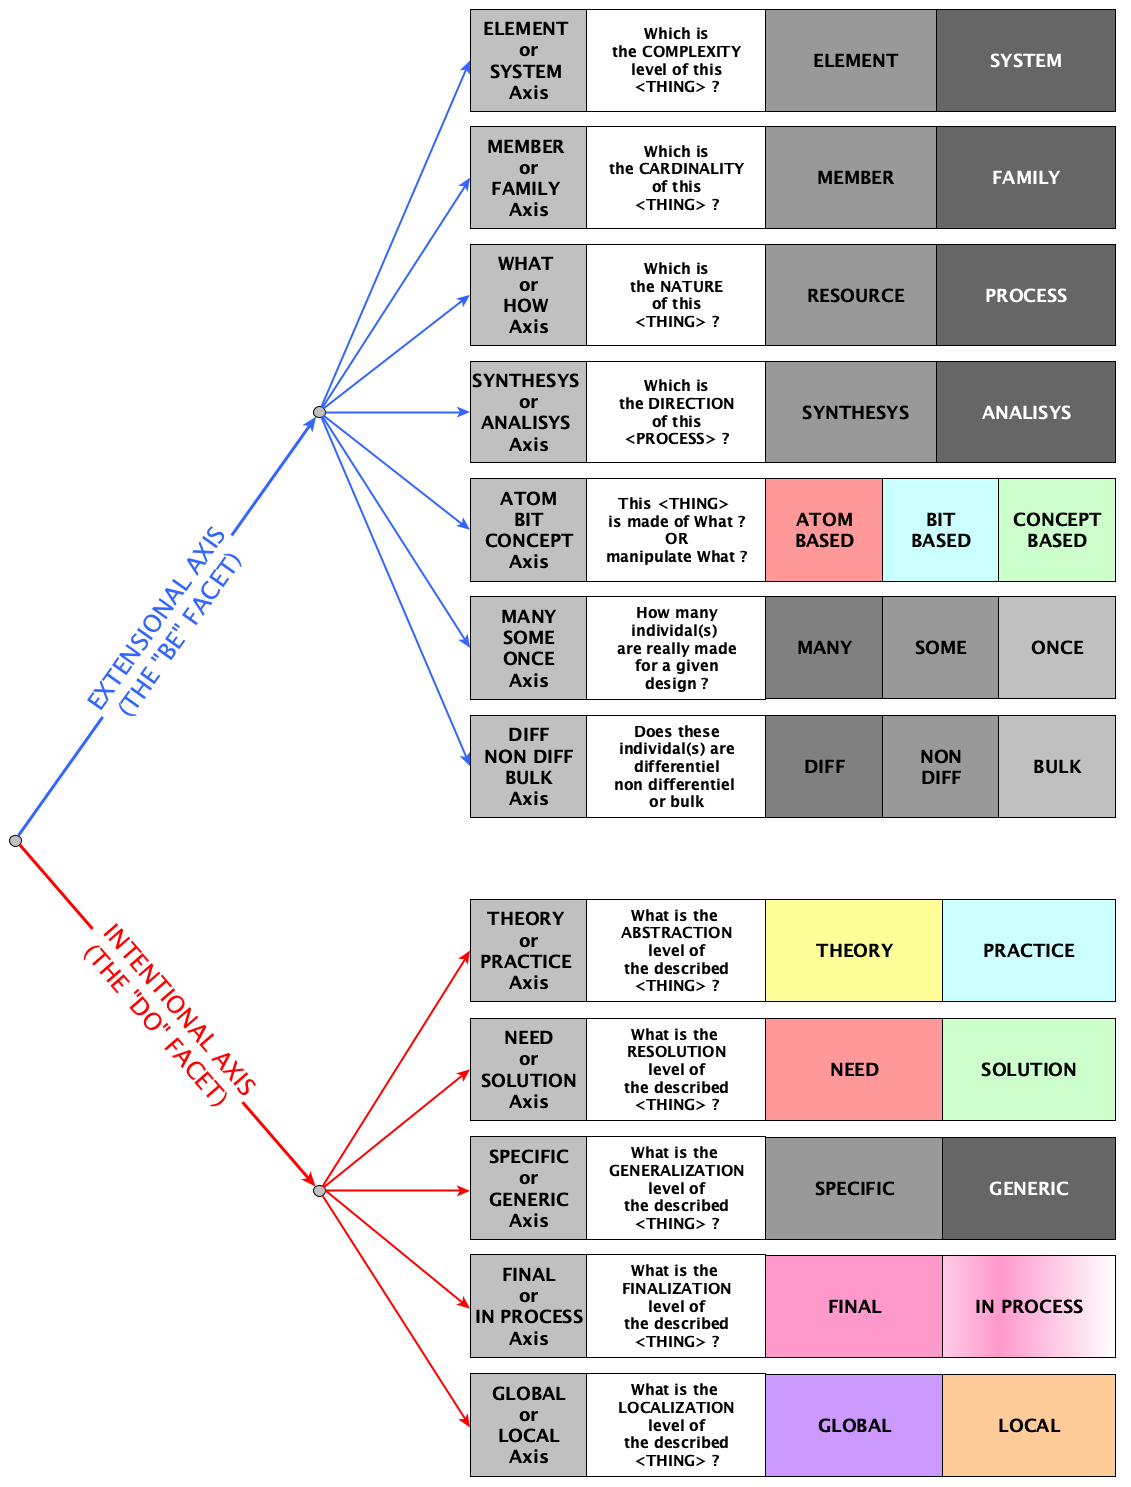 ELEMENT
or
SYSTEM
Axis
Which is
the COMPLEXITY
level of this
<THING> ?
ELEMENT
SYSTEM
MEMBER
or
FAMILY
Axis
Which is
the CARDINALITY
of this
<THING> ?
MEMBER
FAMILY
WHAT
or
HOW
Axis
Which is
the NATURE
of this
<THING> ?
RESOURCE
PROCESS
SYNTHESYS
or
ANALISYS
Axis
Which is
the DIRECTION
of this
<PROCESS> ?
SYNTHESYS
ANALISYS
ATOM
BIT
CONCEPT
Axis
This <THING>
is made of What ?
OR
manipulate What ?
ATOM
BASED
BIT
BASED
CONCEPT
BASED
MANY
SOME
ONCE
Axis
How many
individal(s)
are really made
for a given
design ?
MANY
SOME
ONCE
DIFF
NON DIFF
BULK
Axis
Does these
individal(s) are
differentiel
non differentiel
or bulk
DIFF
NON
DIFF
BULK
EXTENSIONAL AXIS
(THE "BE" FACET)
INTENTIONAL AXIS
(THE "DO" FACET)
THEORY
or
PRACTICE
Axis
What is the
ABSTRACTION
level of
the described
<THING> ?
THEORY
PRACTICE
NEED
or
SOLUTION
Axis
What is the
RESOLUTION
level of
the described
<THING> ?
NEED
SOLUTION
SPECIFIC
or
GENERIC
Axis
What is the
GENERALIZATION
level of
the described
<THING> ?
SPECIFIC
GENERIC
FINAL
or
IN PROCESS
Axis
What is the
FINALIZATION
level of
the described
<THING> ?
FINAL
IN PROCESS
GLOBAL
or
LOCAL
Axis
What is the
LOCALIZATION
level of
the described
<THING> ?
GLOBAL
LOCAL